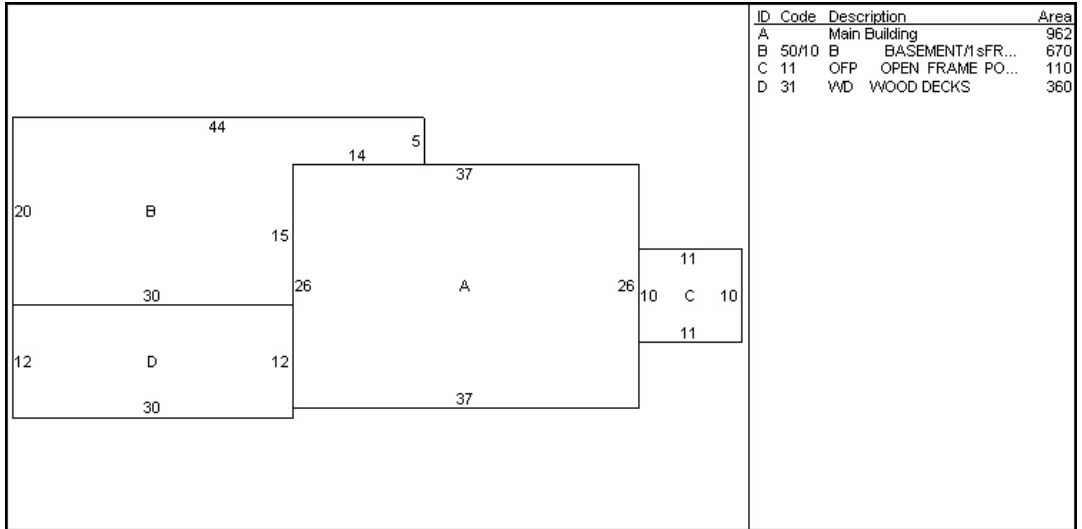 ID Code Description Area
A Main Building 962
B 50/10 B BASEMENT/1sFR... 670
C 11 OFP OPEN FRAME PO... 110
D 31 WD WOOD DECKS 360
44
5
14
37
20 B
15
26 A 26
11
10 C 10
30
11
12 D 12
37
30